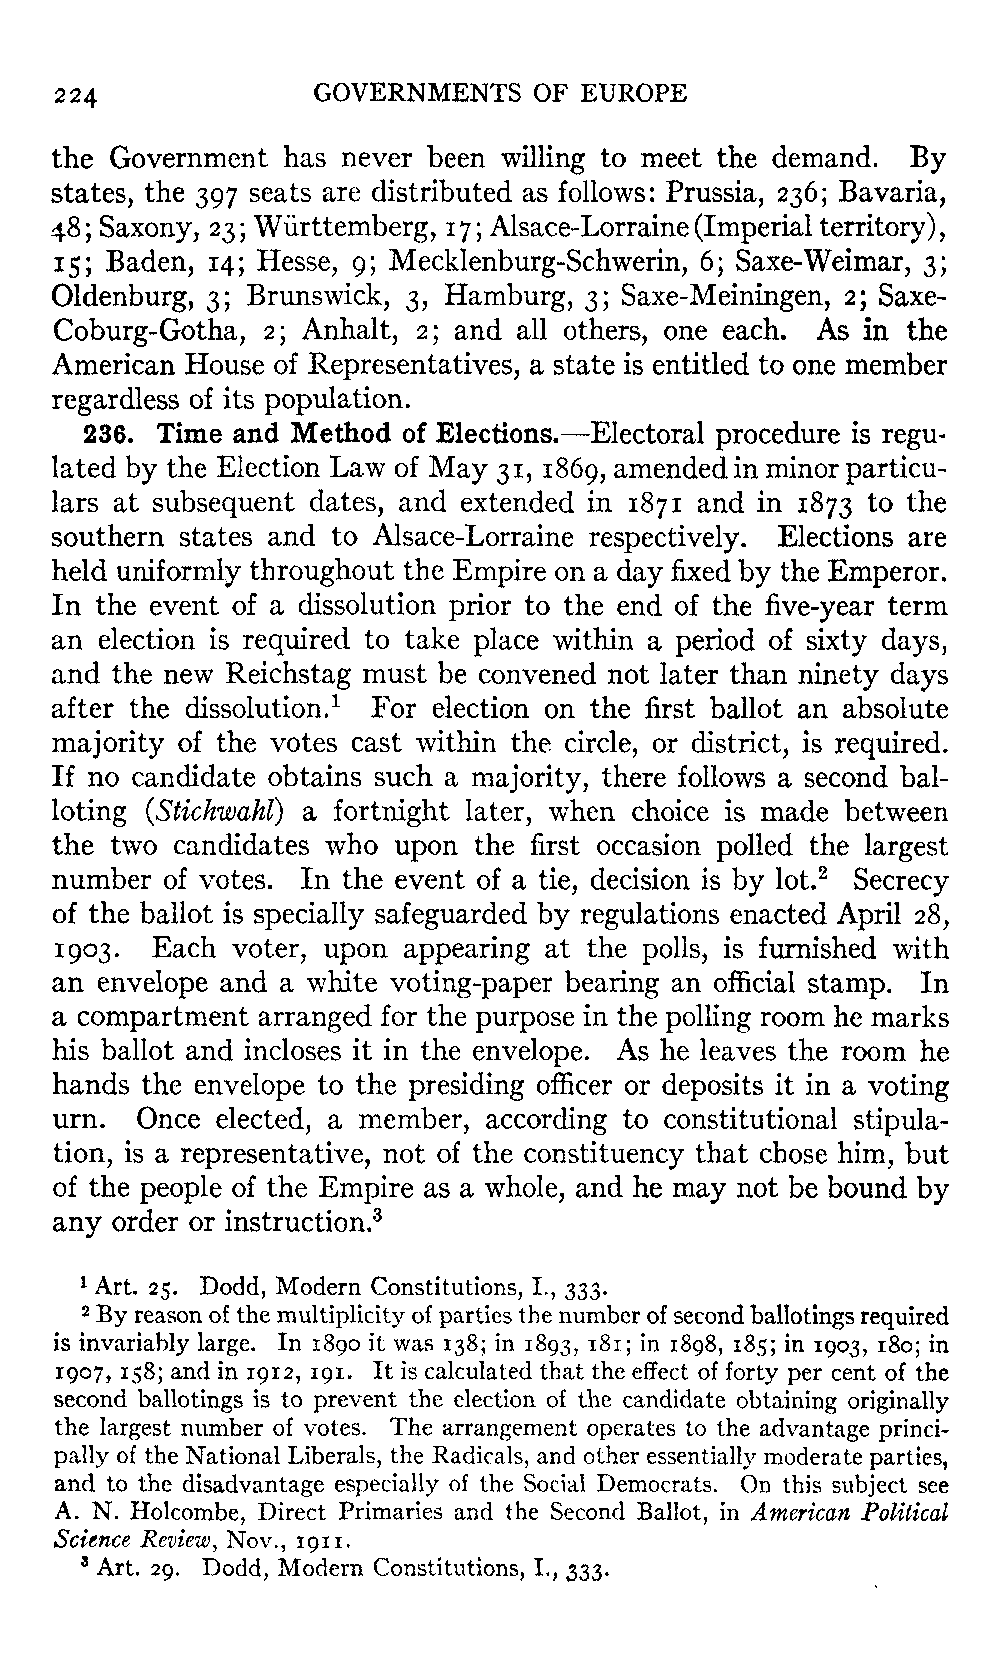 224 GOVERNMENTS OF EUROPE
the Government has never been willing to meet the demand. By
states, the 397 seats are distributed as follows: Prussia, 236; Bavaria,
48; Saxony, 23; Württemberg, 17; Alsace-Lorraine (Imperial territory),
15; Baden, 14; Hesse, 9; Mecklenburg-Schwerin, 6; Saxe-Weimar, 3;
Oldenburg, 3; Brunswick, 3, Hamburg, 3; Saxe-Meiningen, 2; Saxe-
Coburg-Gotha, 2; Anhalt, 2; and all others, one each. As in the
American House of Representatives, a state is entitled to one member
regardless of its population.
236. Time and Method of Elections.—Electoral procedure is regu-
lated by the Election Law of May 31, 1869, amended in minor particu-
lars at subsequent dates, and extended in 1871 and in 1873 to the
southern states and to Alsace-Lorraine respectively. Elections are
held uniformly throughout the Empire on a day fixed by the Emperor.
In the event of a dissolution prior to the end of the five-year term
an election is required to take place within a period of sixty days,
and the new Reichstag must be convened not later than ninety days
after the dissolution.¹ For election on the first ballot an absolute
majority of the votes cast within the circle, or district, is required.
If no candidate obtains such a majority, there follows a second bal-
loting (Stichwahl) a fortnight later, when choice is made between
the two candidates who upon the first occasion polled the largest
number of votes. In the event of a tie, decision is by lot.² Secrecy
of the ballot is specially safeguarded by regulations enacted April 28,
1903. Each voter, upon appearing at the polls, is furnished with
an envelope and a white voting-paper bearing an official stamp. In
a compartment arranged for the purpose in the polling room he marks
his ballot and incloses it in the envelope. As he leaves the room he
hands the envelope to the presiding officer or deposits it in a voting
urn. Once elected, a member, according to constitutional stipula-
tion, is a representative, not of the constituency that chose him, but
of the people of the Empire as a whole, and he may not be bound by
any order or instruction.³
¹ Art. 25. Dodd, Modern Constitutions, I., 333.
² By reason of the multiplicity of parties the number of second ballotings required
is invariably large. In 1890 it was 138; in 1893, 181; in 1898, 185; in 1903, 180; in
1907, 158; and in 1912, 191. It is calculated that the effect of forty per cent of the
second ballotings is to prevent the election of the candidate obtaining originally
the largest number of votes. The arrangement operates to the advantage princi-
pally of the National Liberals, the Radicals, and other essentially moderate parties,
and to the disadvantage especially of the Social Democrats. On this subject see
A. N. Holcombe, Direct Primaries and the Second Ballot, in American Political
Science Review, Nov., 1911.
³ Art. 29. Dodd, Modern Constitutions, I., 333.